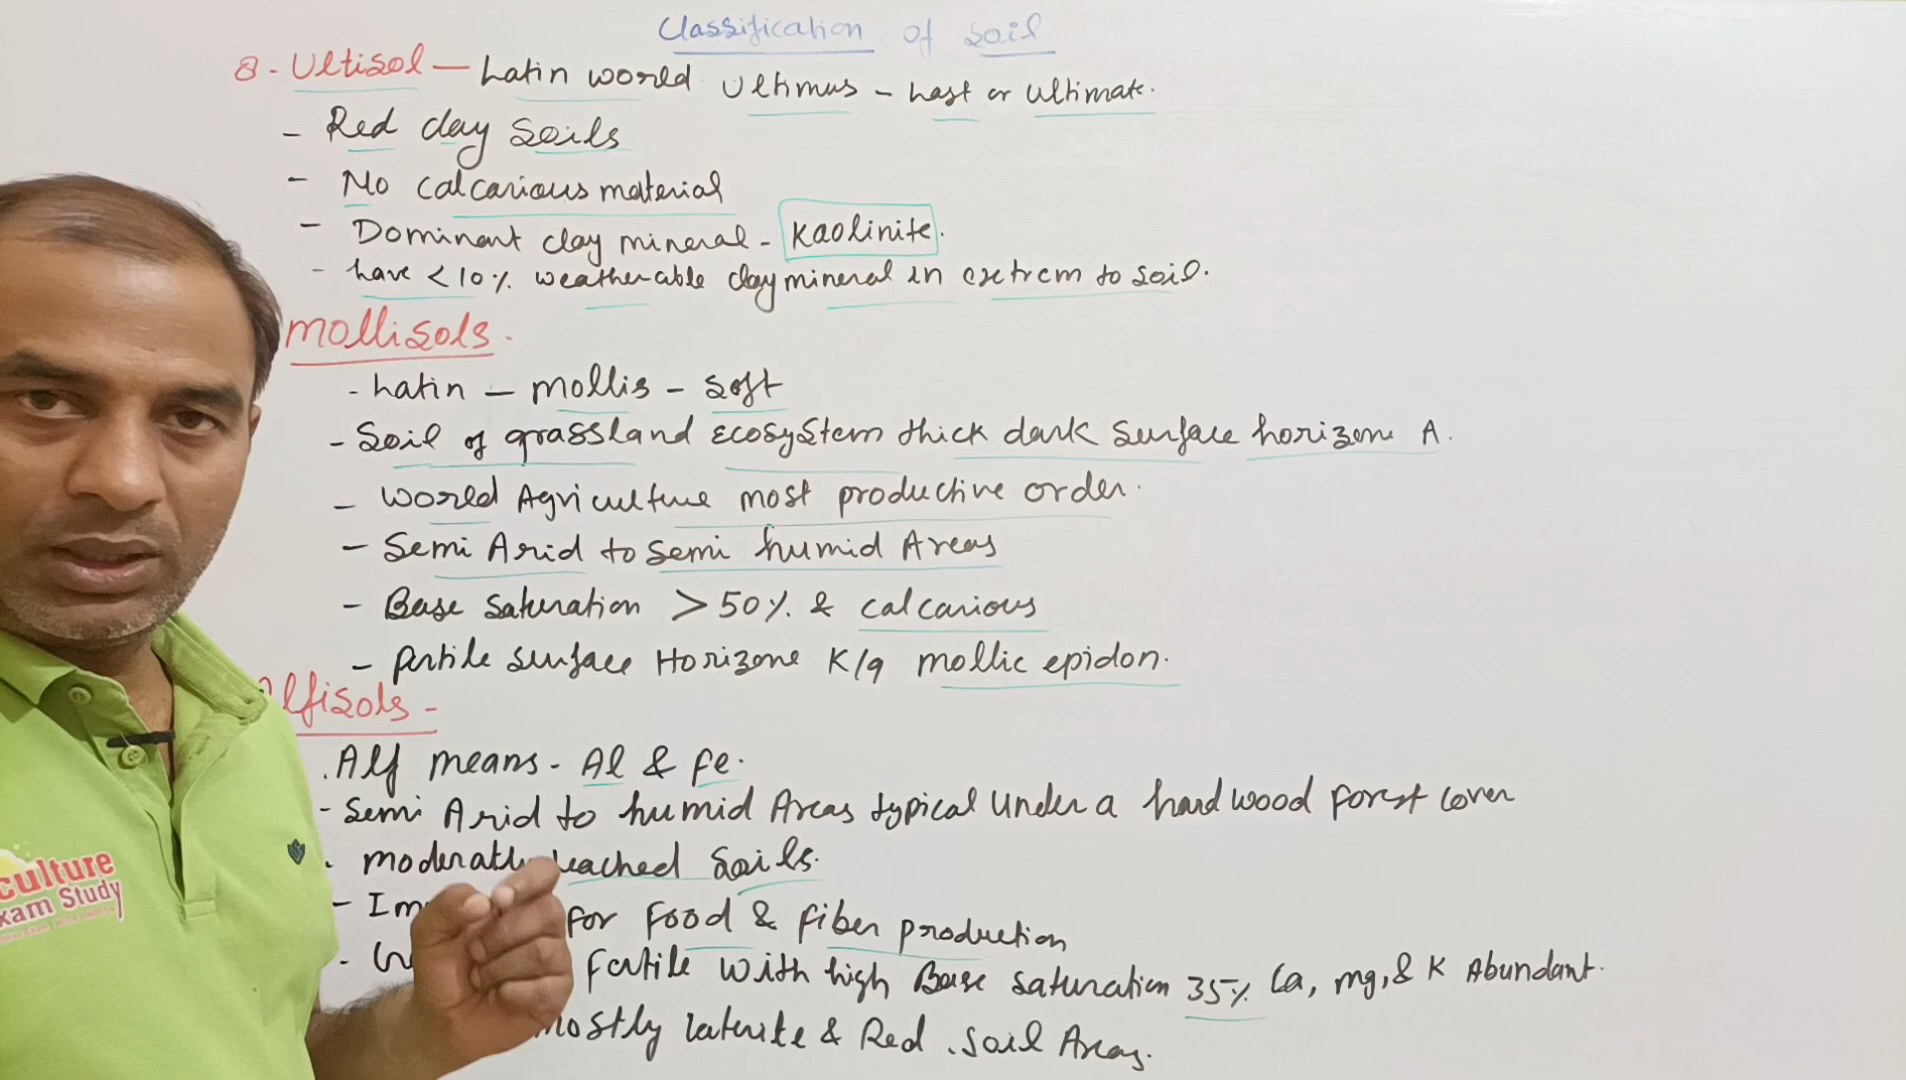 Classification of soil
8 - Ultisol — Latin world Ultimus - Last or Ultimate.
- Red clay Soils
- No calcarious material
- Dominant clay mineral - Kaolinite.
- have <10% weatherable clay mineral in extrem to soil.
Mollisols.
- Latin — mollis - soft
- Soil of grassland Ecosystem thick dark surface horizone A.
- World Agriculture most productive order.
- Semi Arid to semi humid Areas
- Base saturation >50% & calcarious
- fertile surface Horizone K/q mollic epidon.
lfisols -
. Alf means - Al & fe.
- Semi Arid to humid Areas typical Under a hard wood forest cover
. moderatly leached Soils.
- Im for Food & fiber production
- fertile with high Base saturation 35% Ca, mg, & K Abundant.
mostly laterite & Red soil Areas.
culture
xam Study